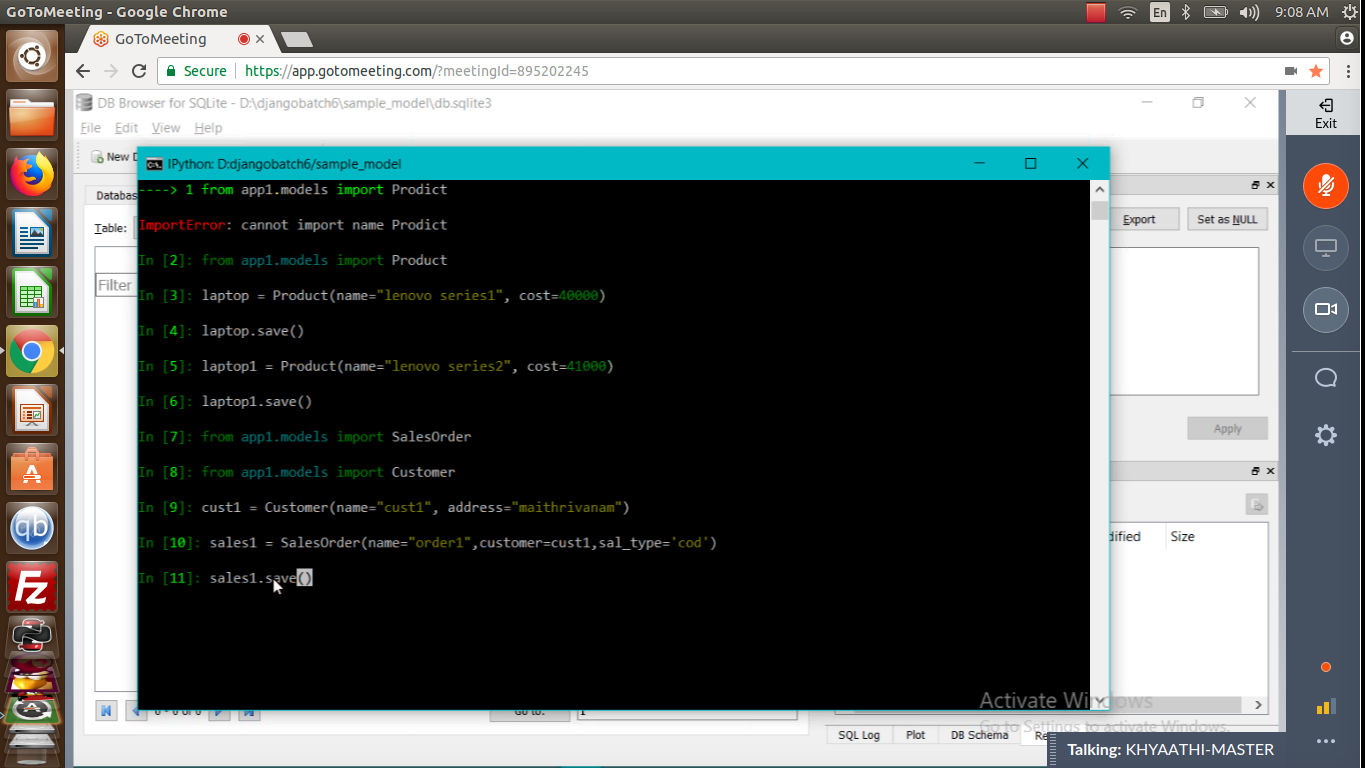 GoToMeeting - Google Chrome
En
9:08 AM
GoToMeeting
Secure
https://app.gotomeeting.com/?meetingId=895202245
DB Browser for SQLite - D:\djangobatch6\sample_model\db.sqlite3
File Edit View Help
Exit
New D
IPython: D:djangobatch6/sample_model
Databas
----> 1 from app1.models import Prodict
Table:
Export
Set as NULL
ImportError: cannot import name Prodict
In [2]: from app1.models import Product
Filter
In [3]: laptop = Product(name="lenovo series1", cost=40000)
In [4]: laptop.save()
In [5]: laptop1 = Product(name="lenovo series2", cost=41000)
In [6]: laptop1.save()
Apply
In [7]: from app1.models import SalesOrder
In [8]: from app1.models import Customer
In [9]: cust1 = Customer(name="cust1", address="maithrivanam")
In [10]: sales1 = SalesOrder(name="order1",customer=cust1,sal_type='cod')
dified
Size
In [11]: sales1.save()
qb
Fz
Activate Windows
Go to Settings to activate Windows.
0 - 0 of 0
Go to:
1
SQL Log
Plot
DB Schema
Re
Talking: KHYAATHI-MASTER